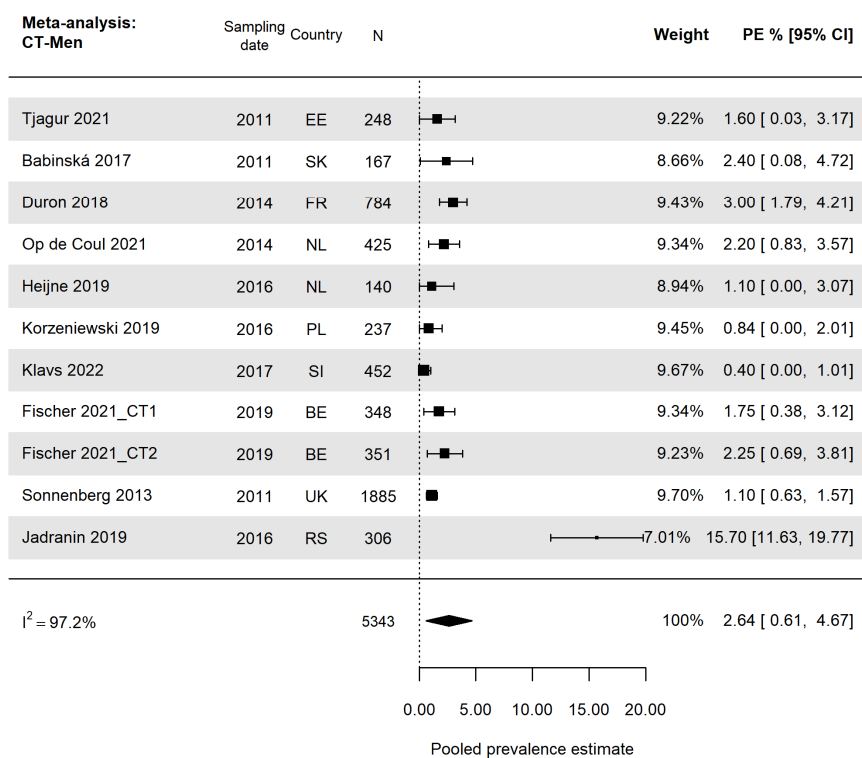 Meta-analysis:
CT-Men
Sampling
date
Country
N
Weight
PE % [95% CI]
Tjagur 2021 2011 EE 248 9.22% 1.60 [ 0.03, 3.17]
Babinská 2017 2011 SK 167 8.66% 2.40 [ 0.08, 4.72]
Duron 2018 2014 FR 784 9.43% 3.00 [ 1.79, 4.21]
Op de Coul 2021 2014 NL 425 9.34% 2.20 [ 0.83, 3.57]
Heijne 2019 2016 NL 140 8.94% 1.10 [ 0.00, 3.07]
Korzeniewski 2019 2016 PL 237 9.45% 0.84 [ 0.00, 2.01]
Klavs 2022 2017 SI 452 9.67% 0.40 [ 0.00, 1.01]
Fischer 2021_CT1 2019 BE 348 9.34% 1.75 [ 0.38, 3.12]
Fischer 2021_CT2 2019 BE 351 9.23% 2.25 [ 0.69, 3.81]
Sonnenberg 2013 2011 UK 1885 9.70% 1.10 [ 0.63, 1.57]
Jadranin 2019 2016 RS 306 7.01% 15.70 [11.63, 19.77]
I² = 97.2% 5343 100% 2.64 [ 0.61, 4.67]
0.00 5.00 10.00 15.00 20.00
Pooled prevalence estimate